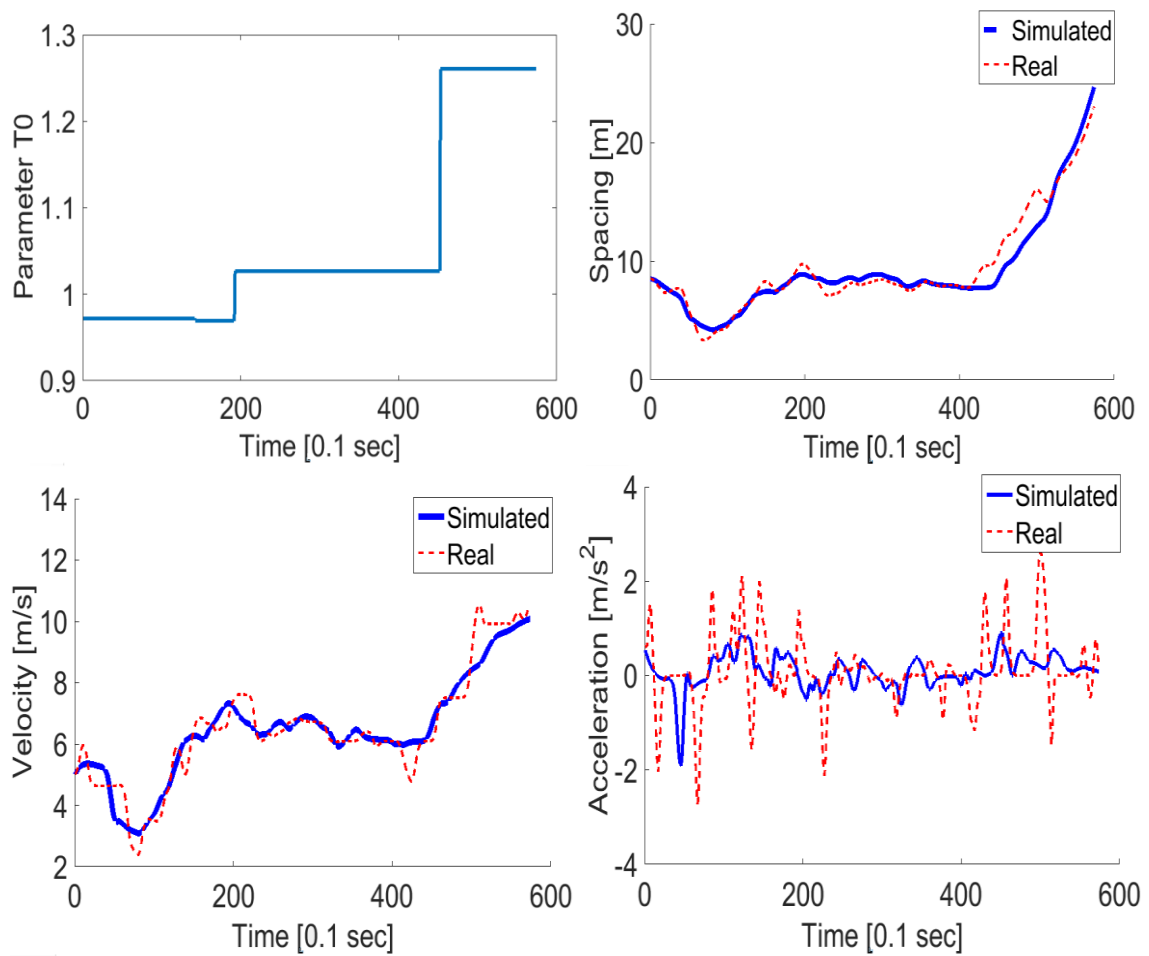 1.3
1.2
1.1
1
0.9
Parameter T0
0
200
400
600
Time [0.1 sec]
30
20
10
0
Spacing [m]
Simulated
Real
0
200
400
600
Time [0.1 sec]
14
12
10
8
6
4
2
Velocity [m/s]
Simulated
Real
0
200
400
600
Time [0.1 sec]
4
2
0
-2
-4
Acceleration [m/s²]
Simulated
Real
0
200
400
600
Time [0.1 sec]